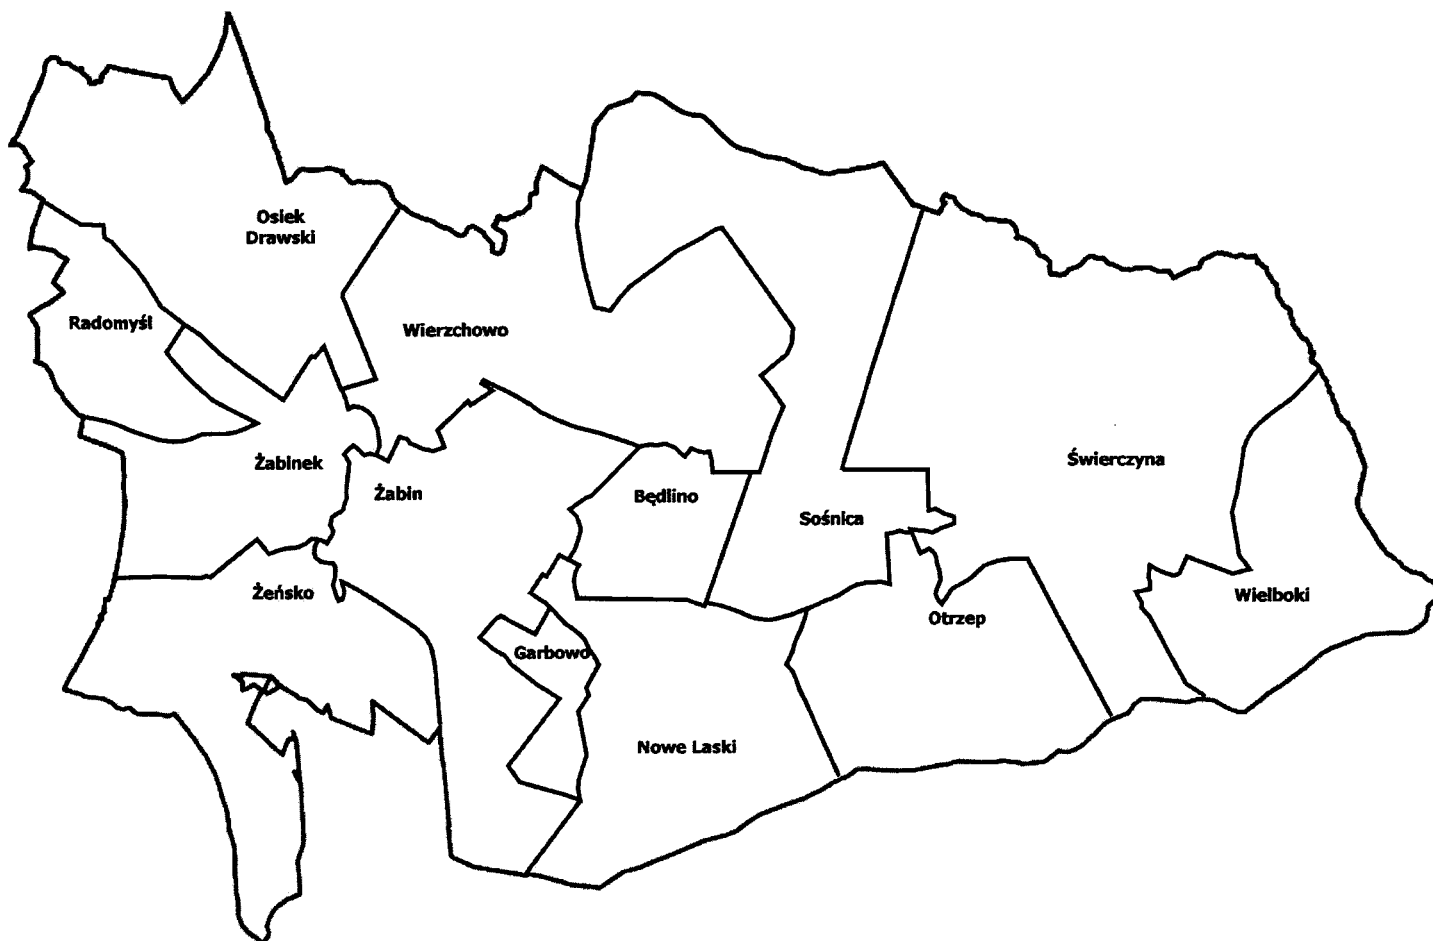 Osiek
Drawski
Radomyśl
Wierzchowo
Żabinek
Żabin
Będlino
Sośnica
Świerczyna
Żeńsko
Garbowo
Otrzep
Wielboki
Nowe Laski